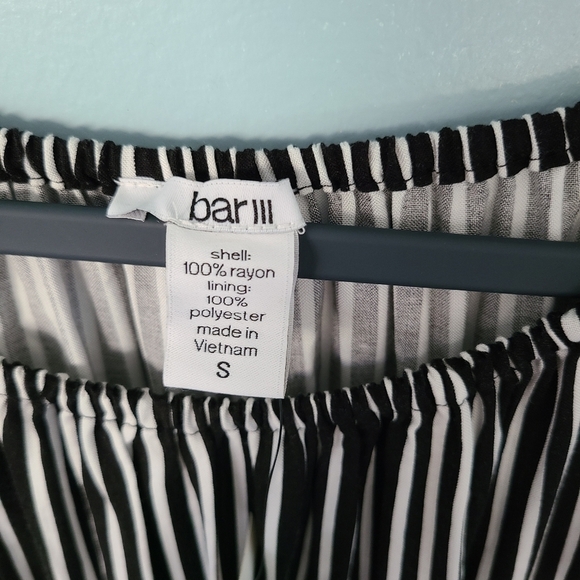 bar III
shell:
100% rayon
lining:
100%
polyester
made in
Vietnam
S